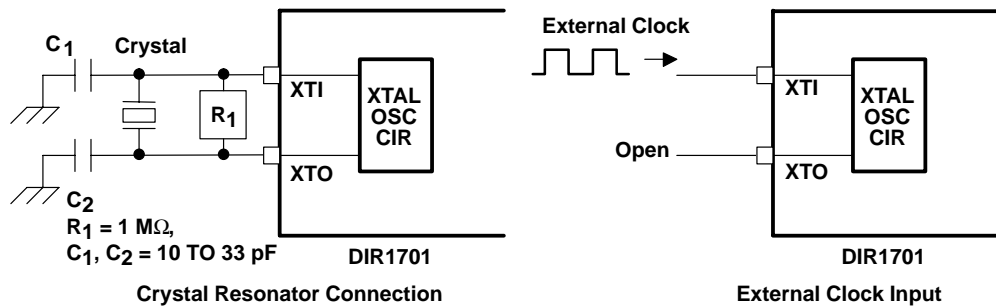 C1
Crystal
R1
XTI
XTO
XTAL
OSC
CIR
C2
R1 = 1 MΩ,
C1, C2 = 10 TO 33 pF
DIR1701
Crystal Resonator Connection
External Clock
XTI
Open
XTO
XTAL
OSC
CIR
DIR1701
External Clock Input